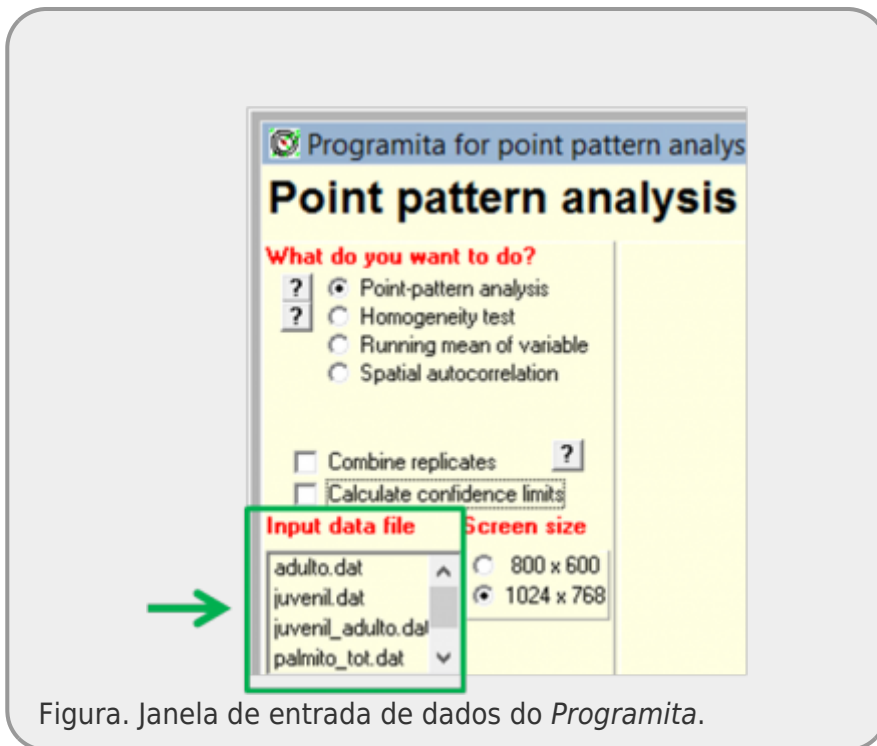 Programita for point pattern analys
Point pattern analysis
What do you want to do?
? Point-pattern analysis
? Homogeneity test
Running mean of variable
Spatial autocorrelation
Combine replicates ?
Calculate confidence limits
Input data file Screen size
adulto.dat 800 x 600
juvenil.dat 1024 x 768
juvenil_adulto.dat
palmito_tot.dat
Figura. Janela de entrada de dados do Programita.